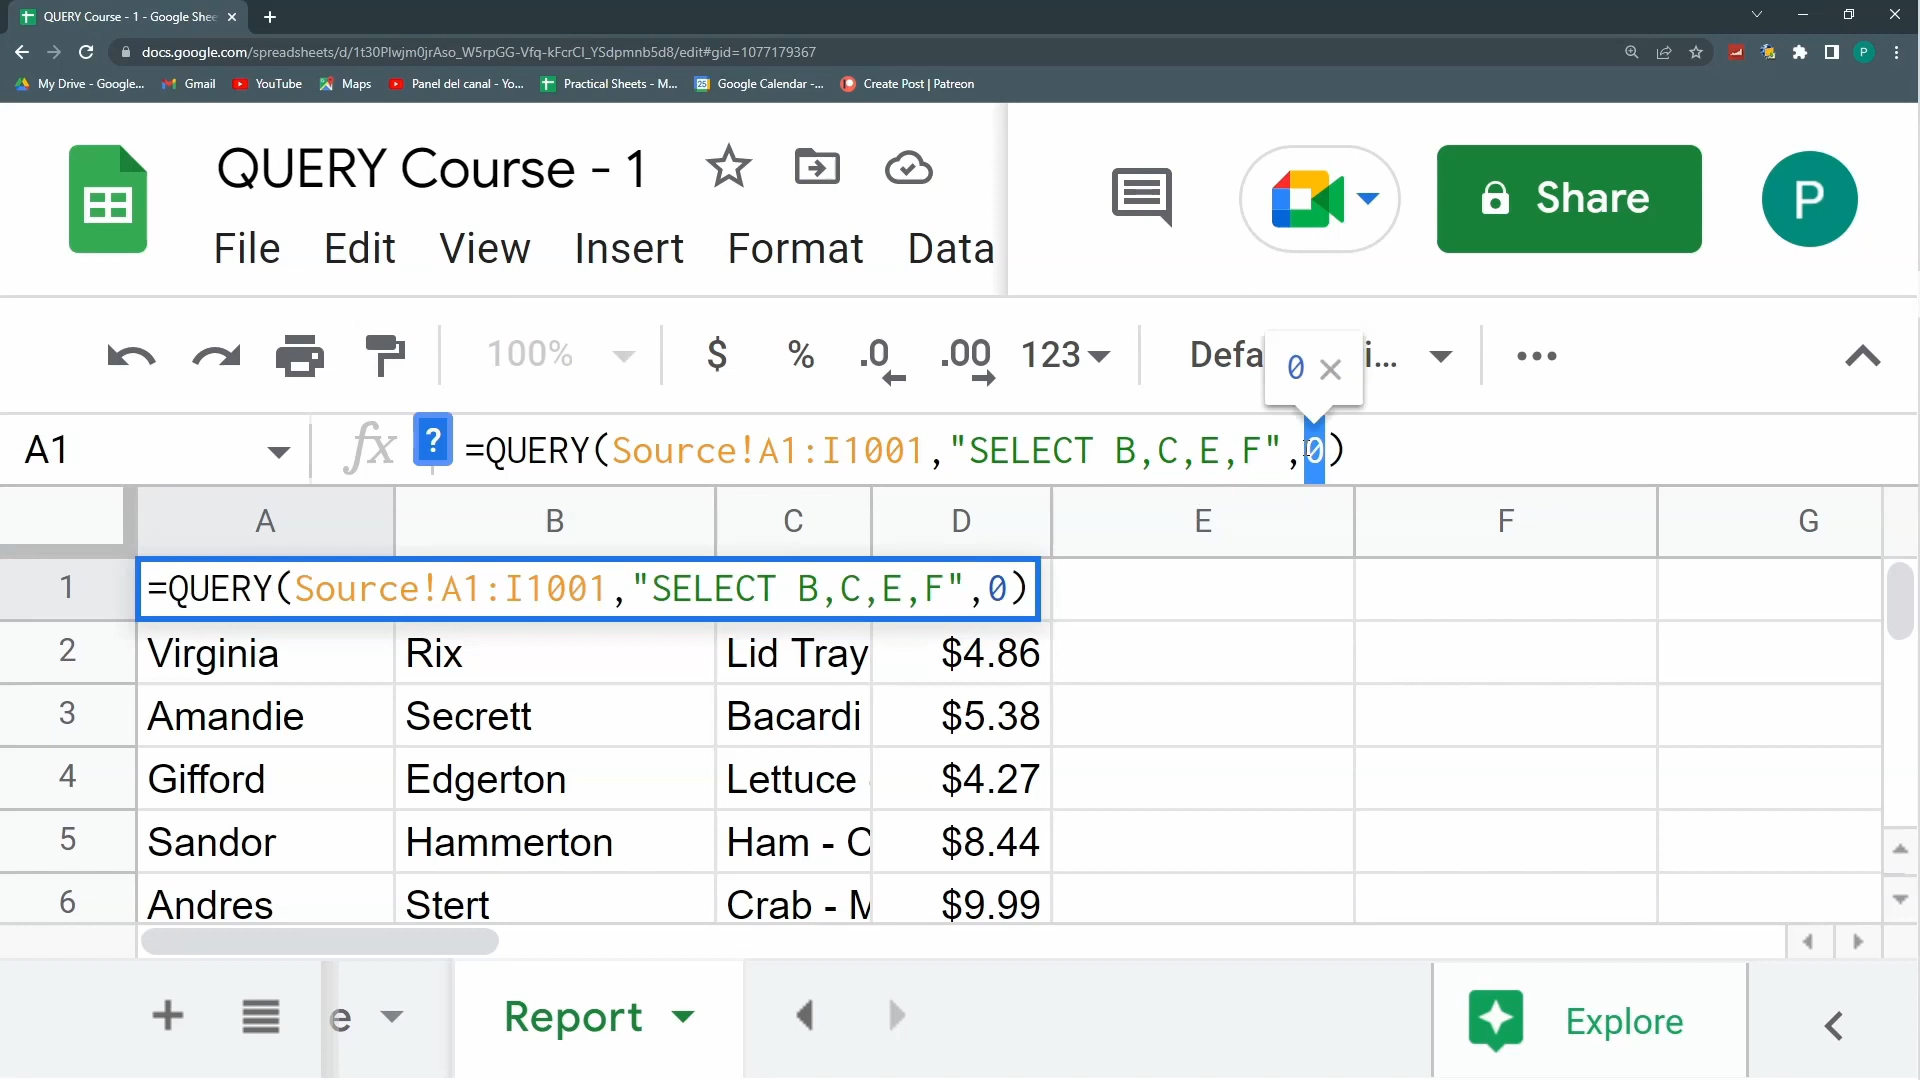 QUERY Course - 1 - Google Shee
docs.google.com/spreadsheets/d/1t30Plwjm0jrAso_W5rpGG-Vfq-kFcrCl_YSdpmnb5d8/edit#gid=1077179367
P
My Drive - Google...
Gmail
YouTube
Maps
Panel del canal - Yo...
Practical Sheets - M...
Google Calendar -...
Create Post | Patreon
QUERY Course - 1
File Edit View Insert Format Data
Share
P
100% $ % .0 .00 123 Defa i...
0 ×
A1 fx ? =QUERY(Source!A1:I1001,"SELECT B,C,E,F",0)
A B C D E F G
1 =QUERY(Source!A1:I1001,"SELECT B,C,E,F",0)
2 Virginia Rix Lid Tray $4.86
3 Amandie Secrett Bacardi $5.38
4 Gifford Edgerton Lettuce $4.27
5 Sandor Hammerton Ham - C $8.44
6 Andres Stert Crab - M $9.99
e Report Explore